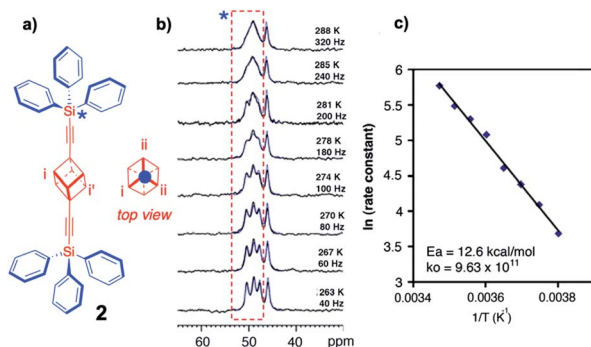 a)
Si
*
i
i'
Si
2
ii
i
ii
top view
b)
*
288 K
320 Hz
285 K
240 Hz
281 K
200 Hz
278 K
180 Hz
274 K
100 Hz
270 K
80 Hz
267 K
60 Hz
263 K
40 Hz
60
50
40
ppm
c)
ln (rate constant)
6
5.5
5
4.5
4
3.5
3
Ea = 12.6 kcal/mol
ko = 9.63 x 10¹¹
0.0034
0.0036
0.0038
1/T (K⁻¹)